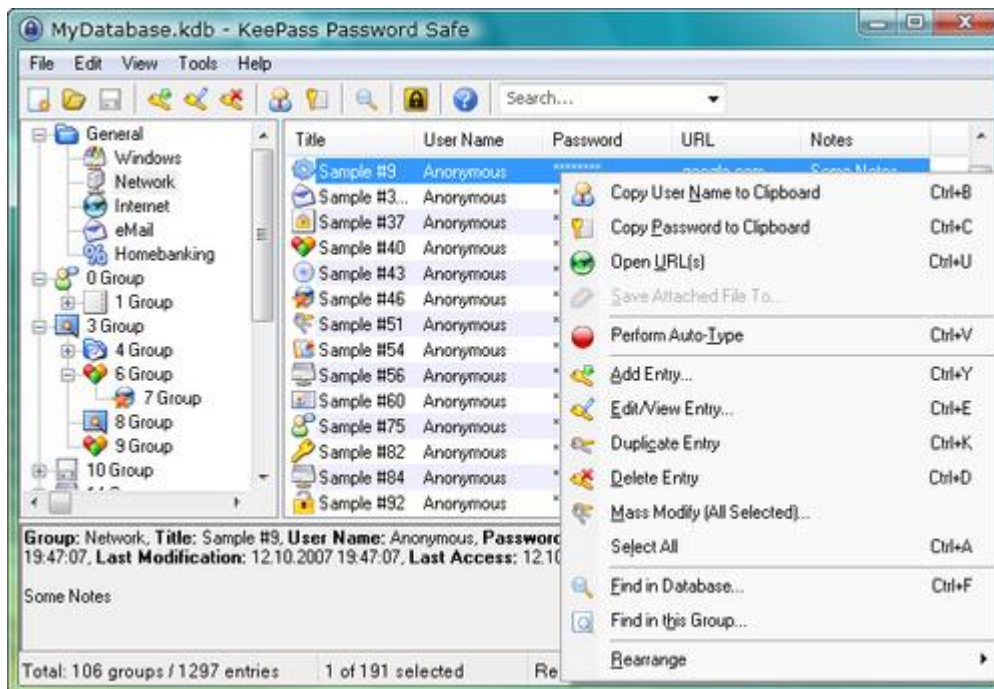 MyDatabase.kdb - KeePass Password Safe
File Edit View Tools Help
Search...
General
Windows
Network
Internet
eMail
Homebanking
0 Group
1 Group
3 Group
4 Group
6 Group
7 Group
8 Group
9 Group
10 Group
Title User Name Password URL Notes
Sample #9 Anonymous ******** google.com Some Notes
Sample #3... Anonymous *
Sample #37 Anonymous *
Sample #40 Anonymous *
Sample #43 Anonymous *
Sample #46 Anonymous *
Sample #51 Anonymous *
Sample #54 Anonymous *
Sample #56 Anonymous *
Sample #60 Anonymous *
Sample #75 Anonymous *
Sample #82 Anonymous *
Sample #84 Anonymous *
Sample #92 Anonymous *
Copy User Name to Clipboard Ctrl+B
Copy Password to Clipboard Ctrl+C
Open URL(s) Ctrl+U
Save Attached File To...
Perform Auto-Type Ctrl+V
Add Entry... Ctrl+Y
Edit/View Entry... Ctrl+E
Duplicate Entry Ctrl+K
Delete Entry Ctrl+D
Mass Modify (All Selected)...
Select All Ctrl+A
Find in Database... Ctrl+F
Find in this Group...
Rearrange
Group: Network, Title: Sample #9, User Name: Anonymous, Password
19:47:07, Last Modification: 12.10.2007 19:47:07, Last Access: 12.10
Some Notes
Total: 106 groups / 1297 entries 1 of 191 selected Re